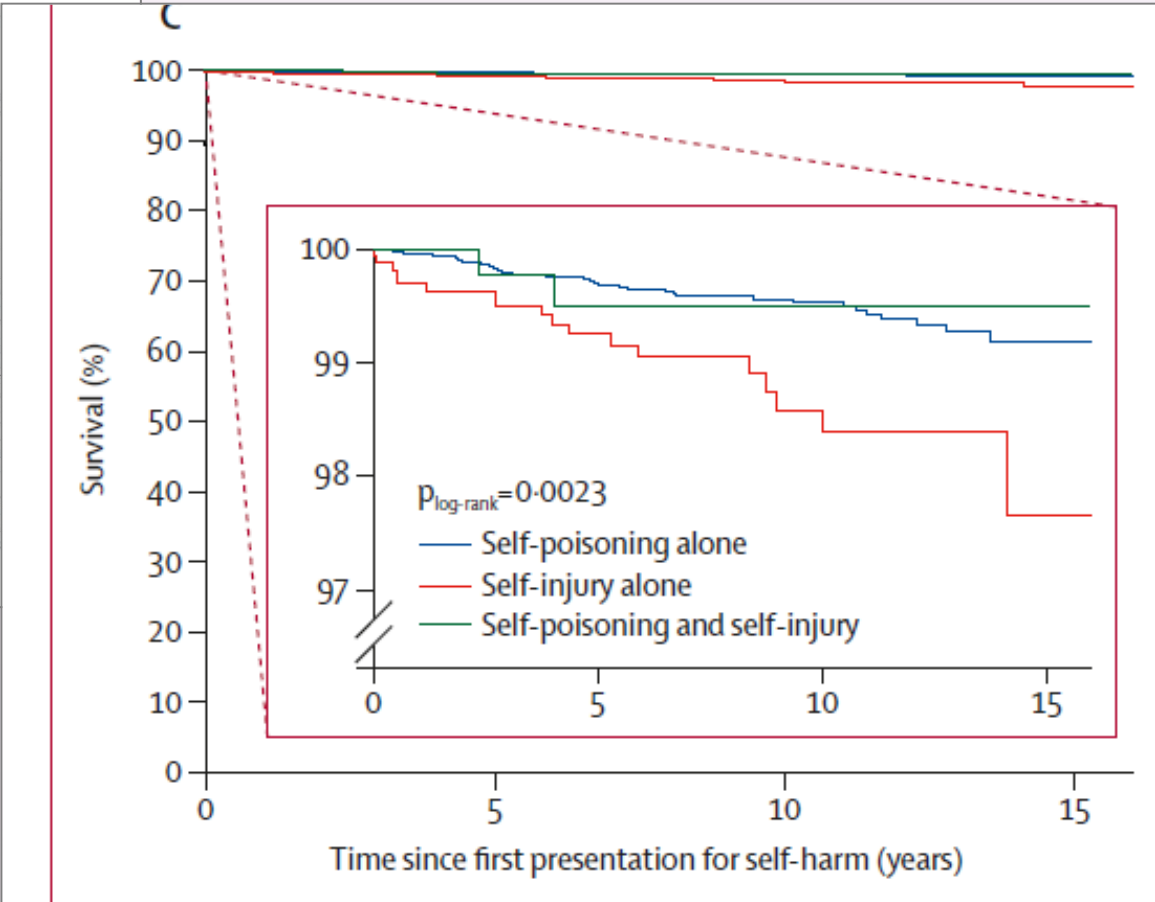 C
100
90
80
70
60
50
40
30
20
10
0
Survival (%)
100
99
98
97
plog-rank=0·0023
Self-poisoning alone
Self-injury alone
Self-poisoning and self-injury
0 5 10 15
0 5 10 15
Time since first presentation for self-harm (years)